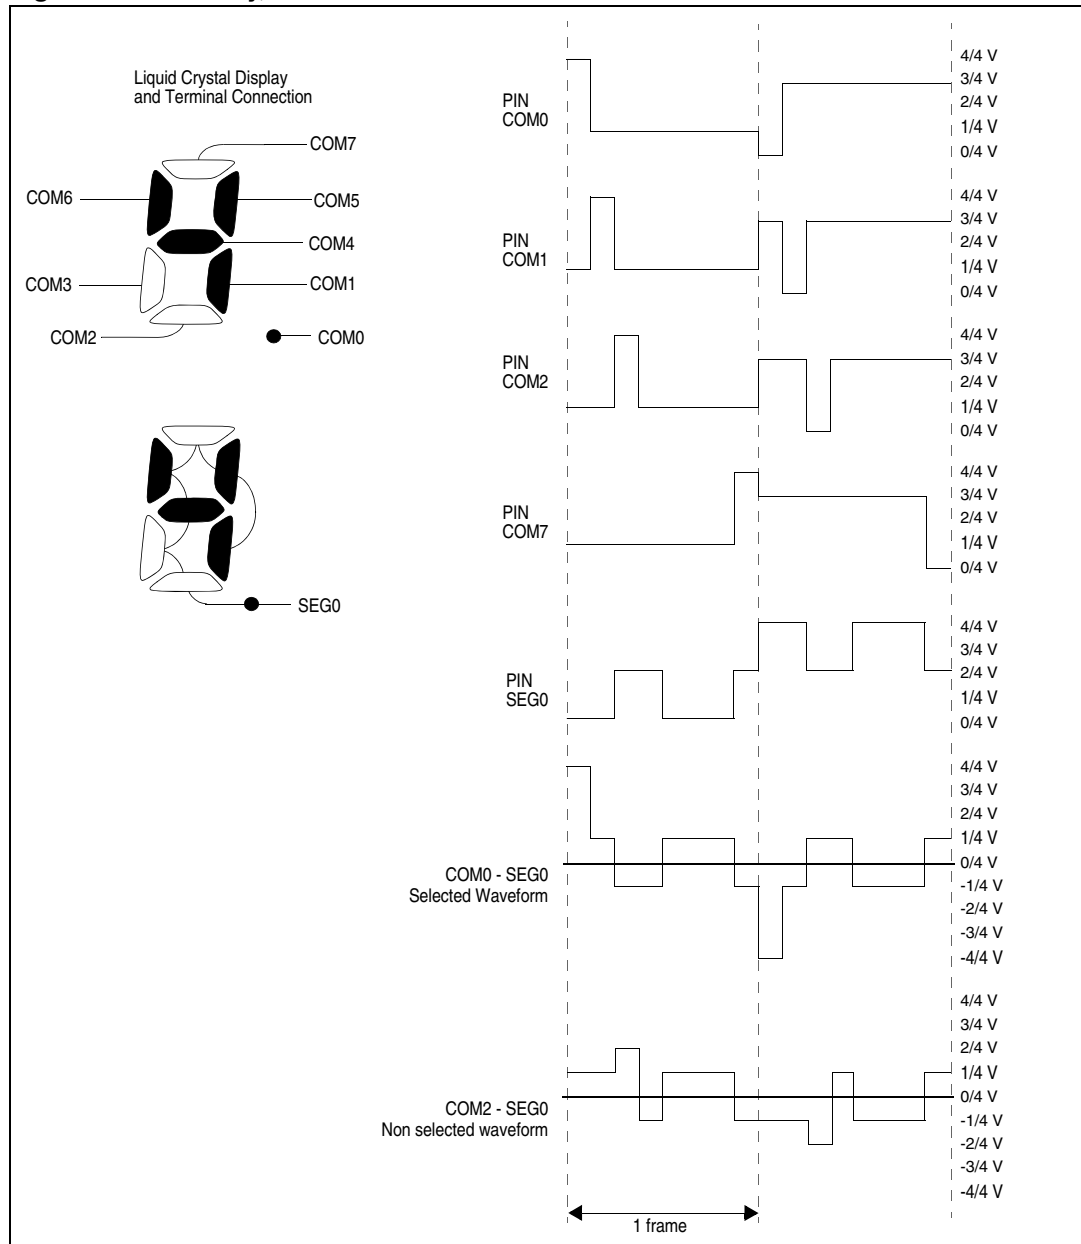 Liquid Crystal Display
and Terminal Connection
COM7
COM6
COM5
COM4
COM3
COM1
COM2
COM0
SEG0
PIN
COM0
4/4 V
3/4 V
2/4 V
1/4 V
0/4 V
PIN
COM1
4/4 V
3/4 V
2/4 V
1/4 V
0/4 V
PIN
COM2
4/4 V
3/4 V
2/4 V
1/4 V
0/4 V
PIN
COM7
4/4 V
3/4 V
2/4 V
1/4 V
0/4 V
PIN
SEG0
4/4 V
3/4 V
2/4 V
1/4 V
0/4 V
COM0 - SEG0
Selected Waveform
4/4 V
3/4 V
2/4 V
1/4 V
0/4 V
-1/4 V
-2/4 V
-3/4 V
-4/4 V
COM2 - SEG0
Non selected waveform
4/4 V
3/4 V
2/4 V
1/4 V
0/4 V
-1/4 V
-2/4 V
-3/4 V
-4/4 V
1 frame